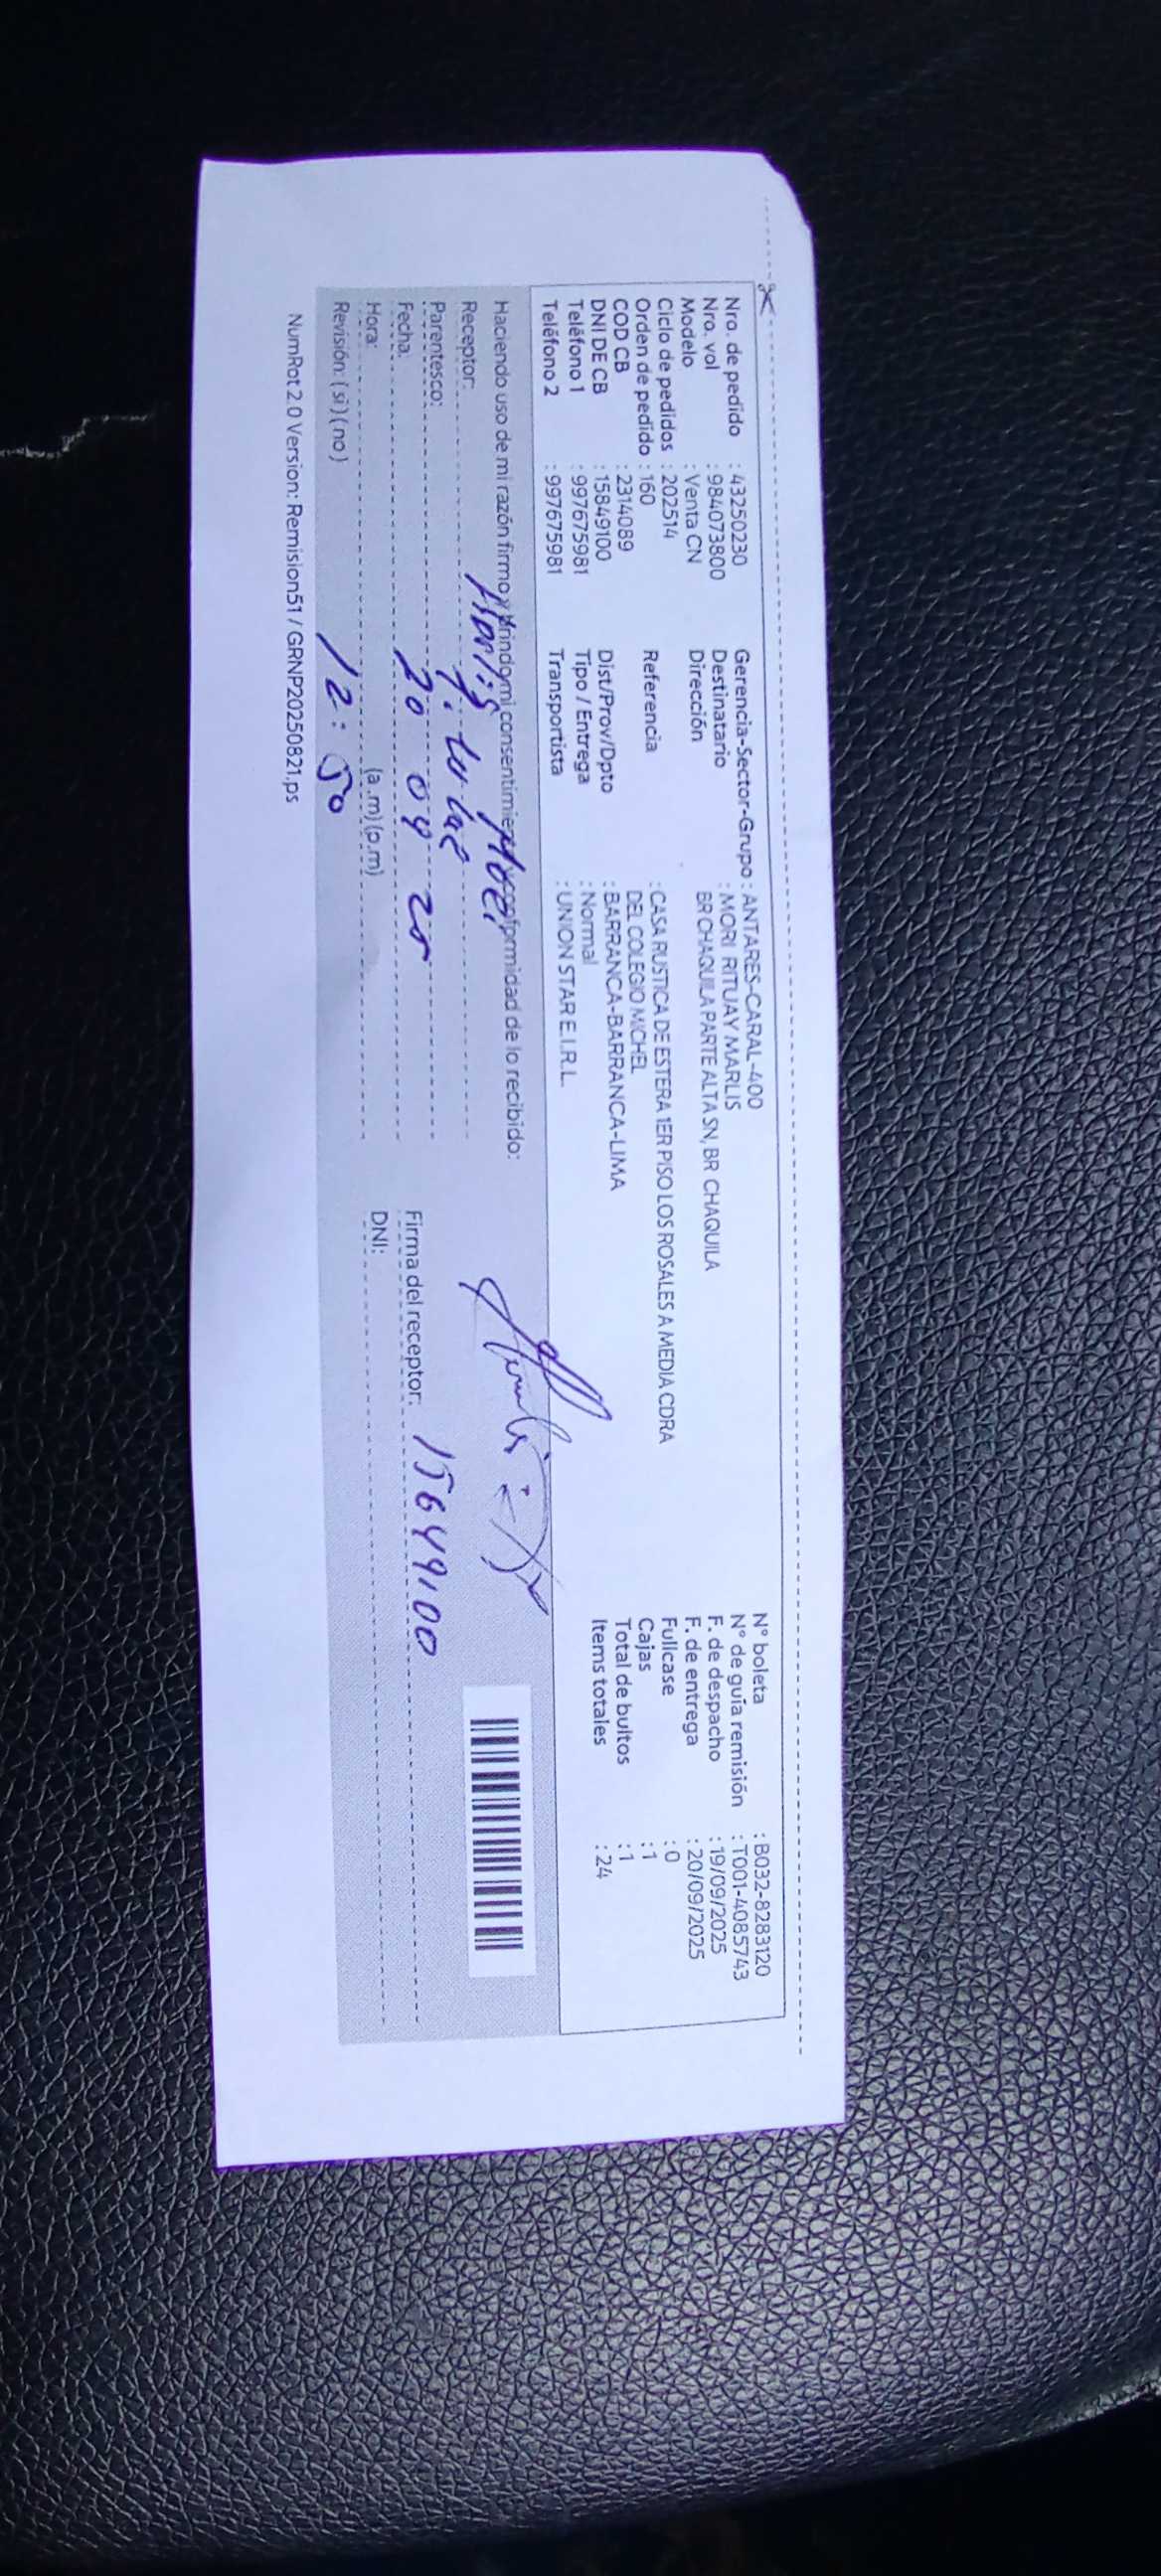 Nro. de pedido : 43250230
Nro. vol : 984073800
Modelo : Venta CN
Ciclo de pedidos : 202514
Orden de pedido : 160
COD CB : 2314089
DNI DE CB : 15849100
Teléfono 1 : 997675981
Teléfono 2 : 997675981
Gerencia-Sector-Grupo : ANTARES-CARAL-400
Destinatario : MORI RITUAY MARLIS
Dirección BR CHAQUILA PARTE ALTA SN, BR CHAQUILA
Referencia : CASA RUSTICA DE ESTERA 1ER PISO LOS ROSALES A MEDIA CDRA
DEL COLEGIO MICHEL
Dist/Prov/Dpto : BARRANCA-BARRANCA-LIMA
Tipo / Entrega : Normal
Transportista : UNION STAR E.I.R.L.
N° boleta : B032-8283120
N° de guía remisión : T001-4085743
F. de despacho : 19/09/2025
F. de entrega : 20/09/2025
Fullcase : 0
Cajas : 1
Total de bultos : 1
Items totales : 24
Haciendo uso de mi razón firmo y brindo mi consentimiento conformidad de lo recibido:
Receptor: Marlis Mori
Parentesco: Titular
Fecha: 20 09 25
Hora: (a.m) (p.m)
Revisión: ( si ) ( no ) 12:50
Firma del receptor: 15649100
DNI:
NumRot 2.0 Version: Remision51 / GRNP20250821.ps